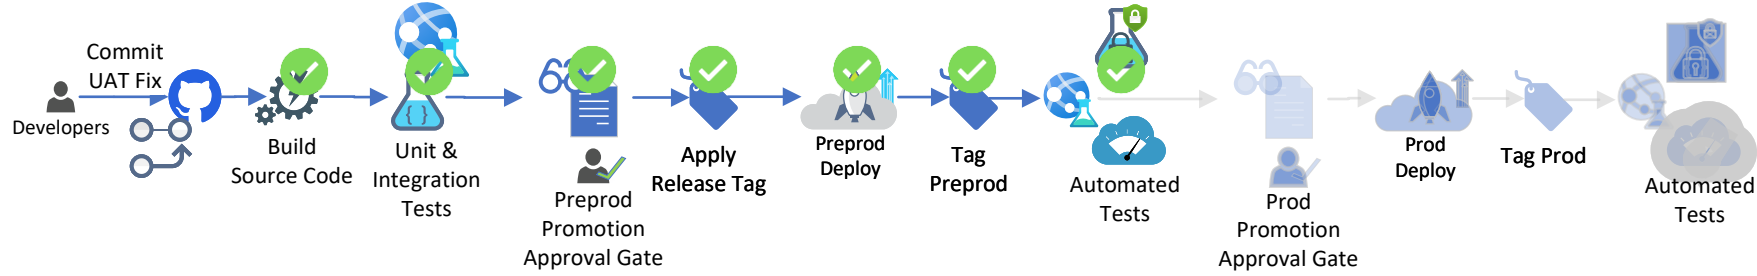 Commit
UAT Fix
Developers
Build
Source Code
{ }
Unit &
Integration
Tests
Preprod
Promotion
Approval Gate
Apply
Release Tag
Preprod
Deploy
Tag
Preprod
Automated
Tests
Prod
Promotion
Approval Gate
Prod
Deploy
Tag Prod
Automated
Tests